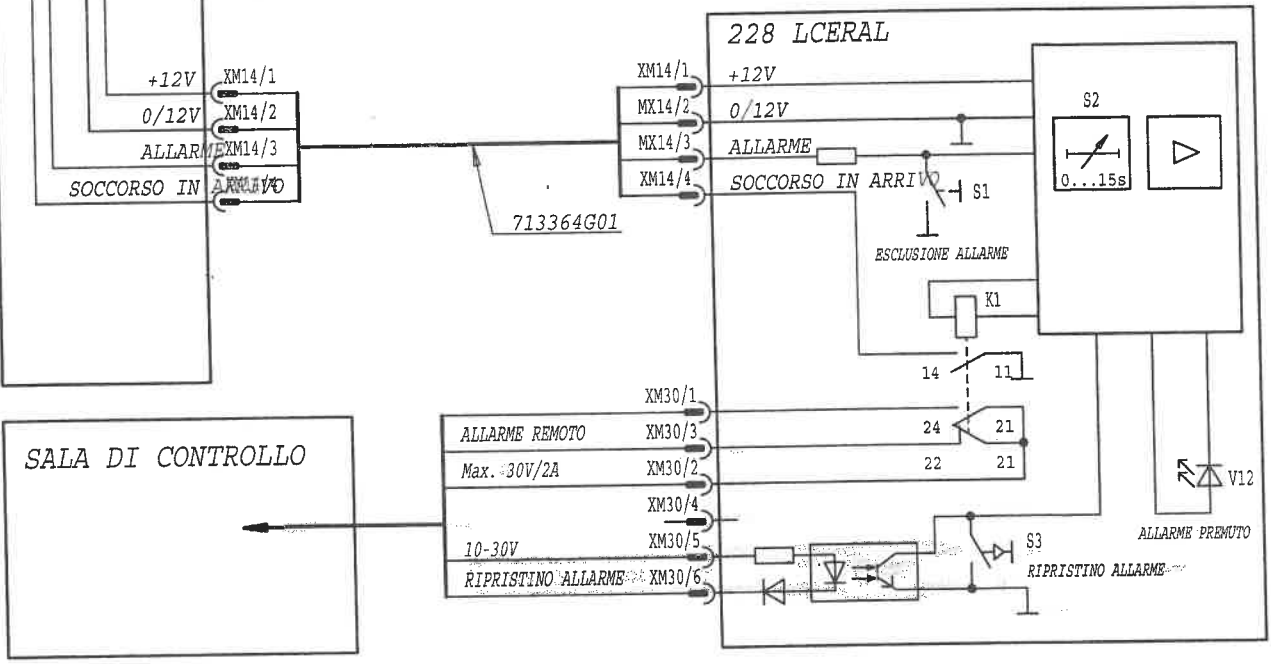 228 LCERAL
+12V XM14/1
0/12V XM14/2
ALLARME XM14/3
SOCCORSO IN ARRIVO
713364G01
XM14/1 +12V
MX14/2 0/12V
MX14/3 ALLARME
XM14/4 SOCCORSO IN ARRIVO
S2
0...15s
S1
ESCLUSIONE ALLARME
K1
14 11
SALA DI CONTROLLO
XM30/1
ALLARME REMOTO XM30/3
24 21
Max. 30V/2A XM30/2
22 21
XM30/4
V12
ALLARME PREMUTO
10-30V XM30/5
S3
RIPRISTINO ALLARME XM30/6
RIPRISTINO ALLARME